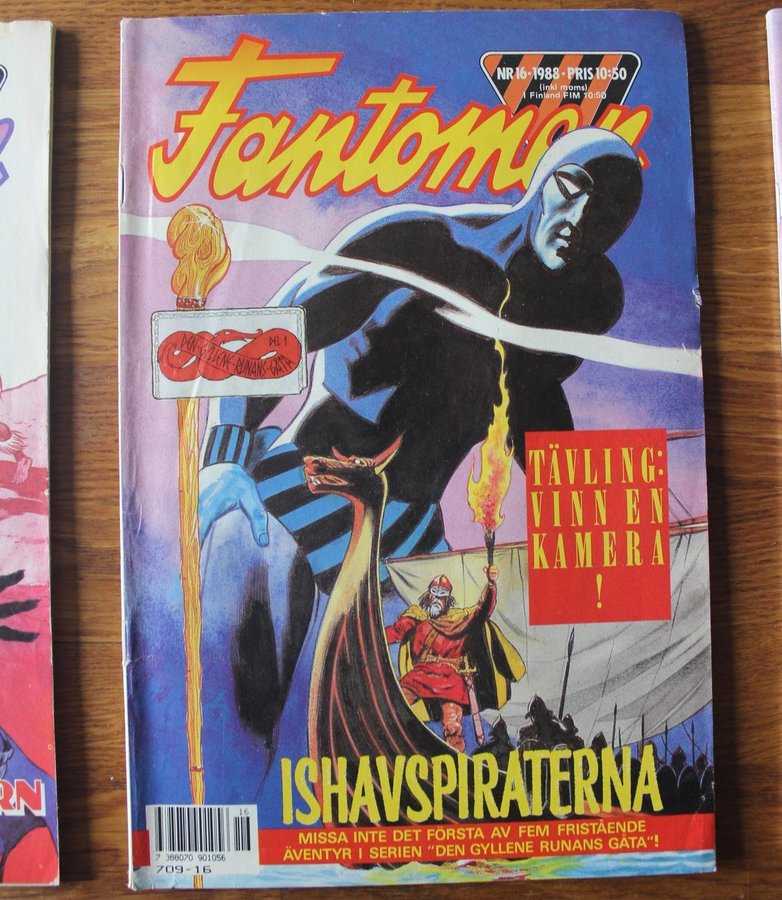 Fantomen
NR 16 · 1988 · PRIS 10:50
(inkl moms)
I Finland FIM 10:50
DEN·GYLLENE·RUNANS·GÅTA
DEL 1
TÄVLING:
VINN EN
KAMERA
!
ISHAVSPIRATERNA
MISSA INTE DET FÖRSTA AV FEM FRISTÅENDE
ÄVENTYR I SERIEN "DEN GYLLENE RUNANS GÅTA"!
16
7 388070 901056
709-16
RN